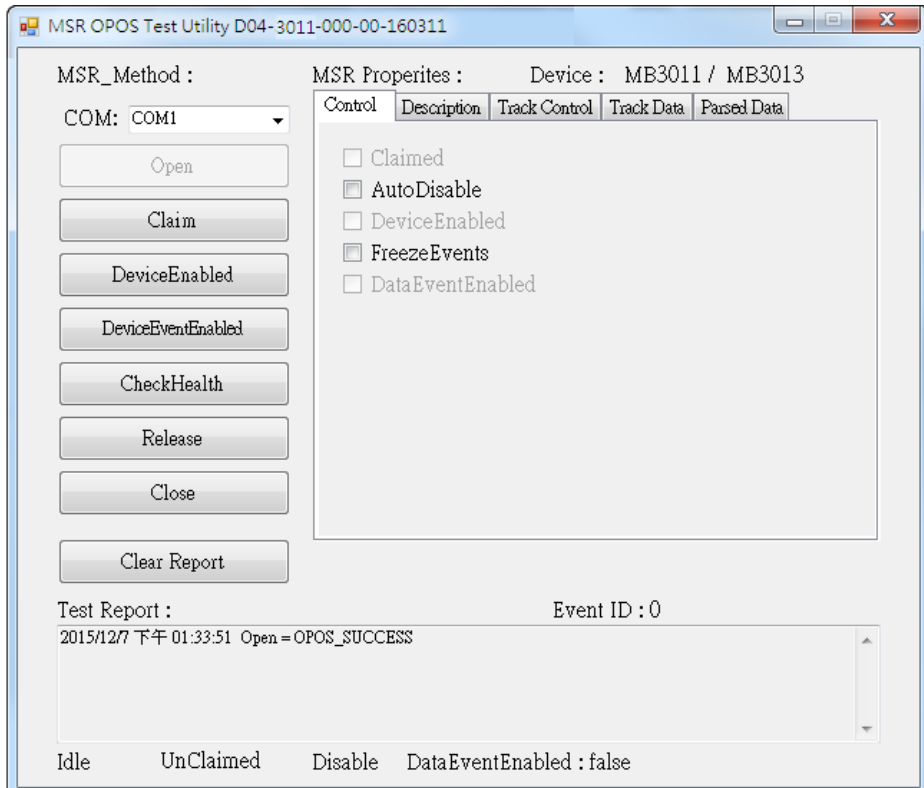 MSR OPOS Test Utility D04-3011-000-00-160311
MSR_Method :
MSR Properites :
Device : MB3011 / MB3013
COM: COM1
Control
Description
Track Control
Track Data
Parsed Data
Open
Claim
DeviceEnabled
DeviceEventEnabled
CheckHealth
Release
Close
Clear Report
Claimed
AutoDisable
DeviceEnabled
FreezeEvents
DataEventEnabled
Test Report :
Event ID : 0
2015/12/7 下午 01:33:51 Open = OPOS_SUCCESS
Idle
UnClaimed
Disable
DataEventEnabled : false